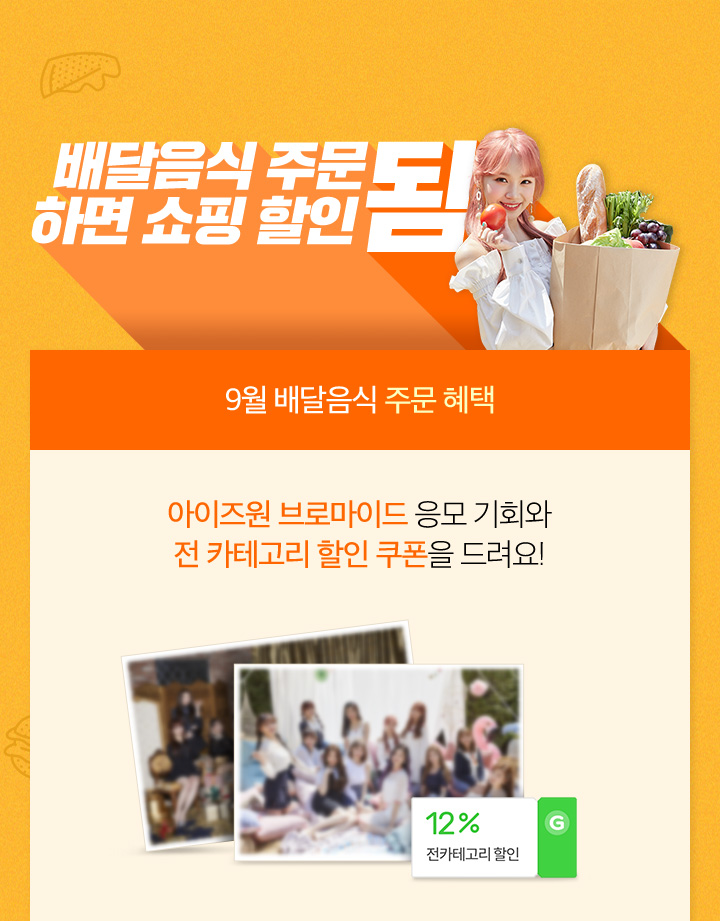 배달음식 주문
하면 쇼핑 할인 됨
9월 배달음식 주문 혜택
아이즈원 브로마이드 응모 기회와
전 카테고리 할인 쿠폰을 드려요!
12%
G
전카테고리 할인